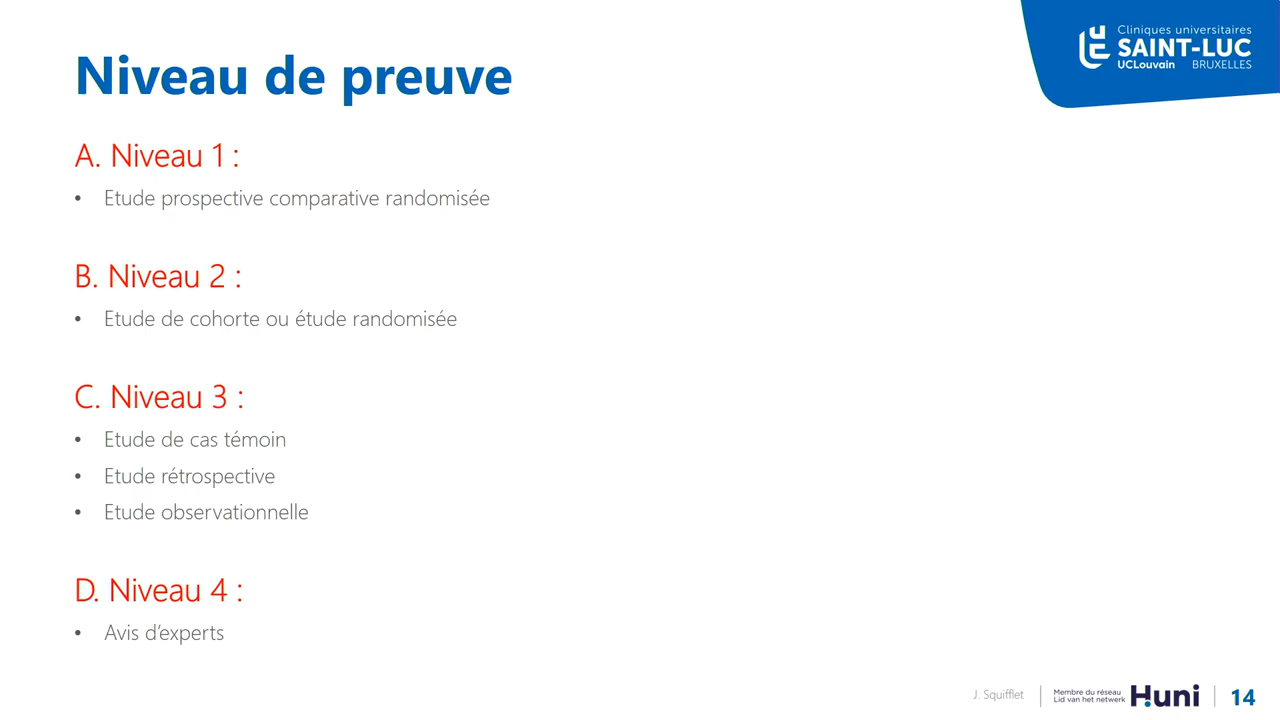 Cliniques universitaires
SAINT-LUC
UCLouvain BRUXELLES
Niveau de preuve
A. Niveau 1 :
• Etude prospective comparative randomisée
B. Niveau 2 :
• Etude de cohorte ou étude randomisée
C. Niveau 3 :
• Etude de cas témoin
• Etude rétrospective
• Etude observationnelle
D. Niveau 4 :
• Avis d’experts
J. Squifflet
Membre du réseau
Lid van het netwerk
Huni
14